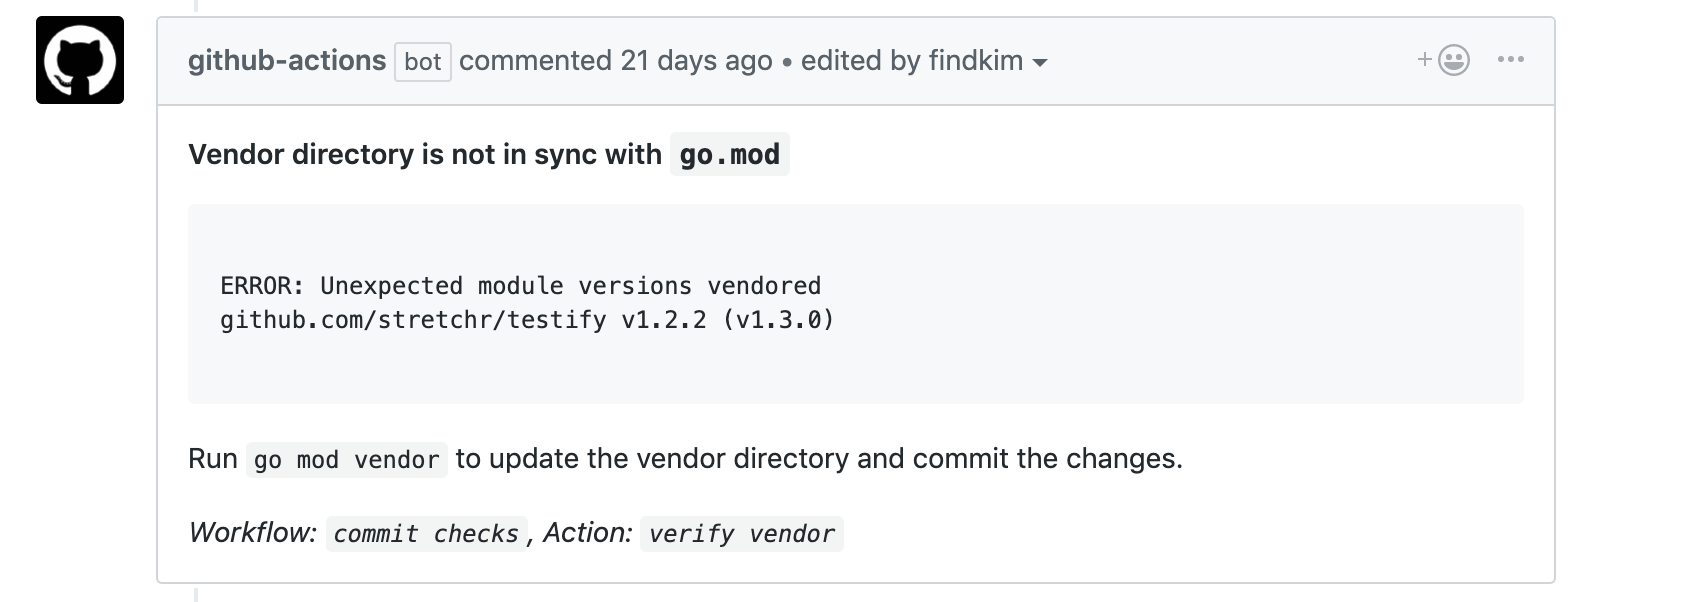 github-actions bot commented 21 days ago • edited by findkim
Vendor directory is not in sync with go.mod
ERROR: Unexpected module versions vendored
github.com/stretchr/testify v1.2.2 (v1.3.0)
Run go mod vendor to update the vendor directory and commit the changes.
Workflow: commit checks, Action: verify vendor